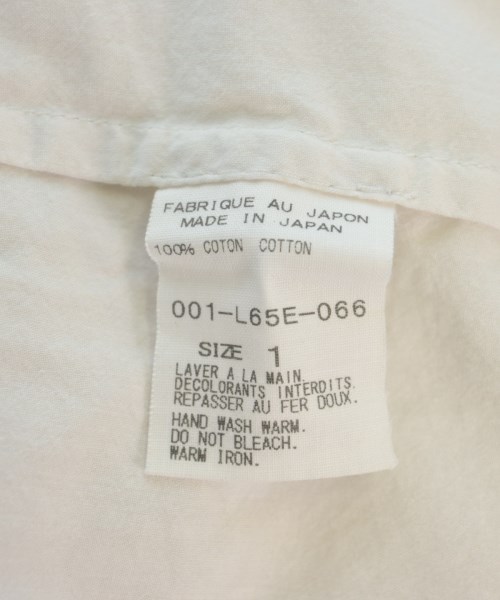 FABRIQUE AU JAPON
MADE IN JAPAN
100% COTON COTTON
001-L65E-066
SIZE 1
LAVER A LA MAIN.
DECOLORANTS INTERDITS.
REPASSER AU FER DOUX.
HAND WASH WARM.
DO NOT BLEACH.
WARM IRON.